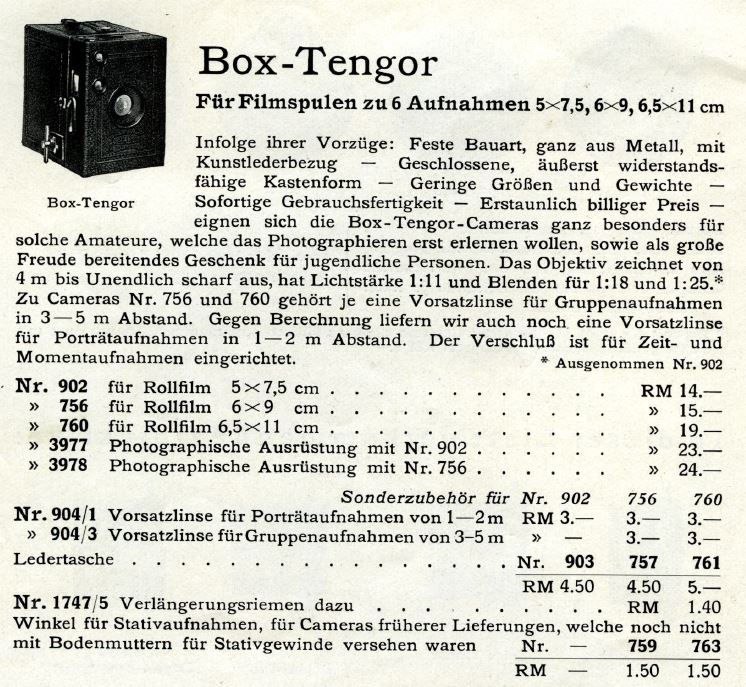 Box-Tengor
Für Filmspulen zu 6 Aufnahmen 5×7,5, 6×9, 6,5×11 cm
Box-Tengor
Infolge ihrer Vorzüge: Feste Bauart, ganz aus Metall, mit
Kunstlederbezug — Geschlossene, äußerst widerstands-
fähige Kastenform — Geringe Größen und Gewichte —
Sofortige Gebrauchsfertigkeit — Erstaunlich billiger Preis —
eignen sich die Box-Tengor-Cameras ganz besonders für
solche Amateure, welche das Photographieren erst erlernen wollen, sowie als große
Freude bereitendes Geschenk für jugendliche Personen. Das Objektiv zeichnet von
4 m bis Unendlich scharf aus, hat Lichtstärke 1:11 und Blenden für 1:18 und 1:25.*
Zu Cameras Nr. 756 und 760 gehört je eine Vorsatzlinse für Gruppenaufnahmen
in 3—5 m Abstand. Gegen Berechnung liefern wir auch noch eine Vorsatzlinse
für Porträtaufnahmen in 1—2 m Abstand. Der Verschluß ist für Zeit- und
Momentaufnahmen eingerichtet. * Ausgenommen Nr. 902
Nr. 902 für Rollfilm 5×7,5 cm . . . . . . . . . . . . RM 14.—
» 756 für Rollfilm 6×9 cm . . . . . . . . . . . . » 15.—
» 760 für Rollfilm 6,5×11 cm . . . . . . . . . . . . » 19.—
» 3977 Photographische Ausrüstung mit Nr. 902 . . . . . . » 23.—
» 3978 Photographische Ausrüstung mit Nr. 756 . . . . . . » 24.—
Sonderzubehör für Nr. 902 756 760
Nr. 904/1 Vorsatzlinse für Porträtaufnahmen von 1—2 m RM 3.— 3.— 3.—
» 904/3 Vorsatzlinse für Gruppenaufnahmen von 3-5 m » — 3.— 3.—
Ledertasche . . . . . . . . . . . . . Nr. 903 757 761
RM 4.50 4.50 5.—
Nr. 1747/5 Verlängerungsriemen dazu . . . . . . . . . RM 1.40
Winkel für Stativaufnahmen, für Cameras früherer Lieferungen, welche noch nicht
mit Bodenmuttern für Stativgewinde versehen waren Nr. — 759 763
RM — 1.50 1.50